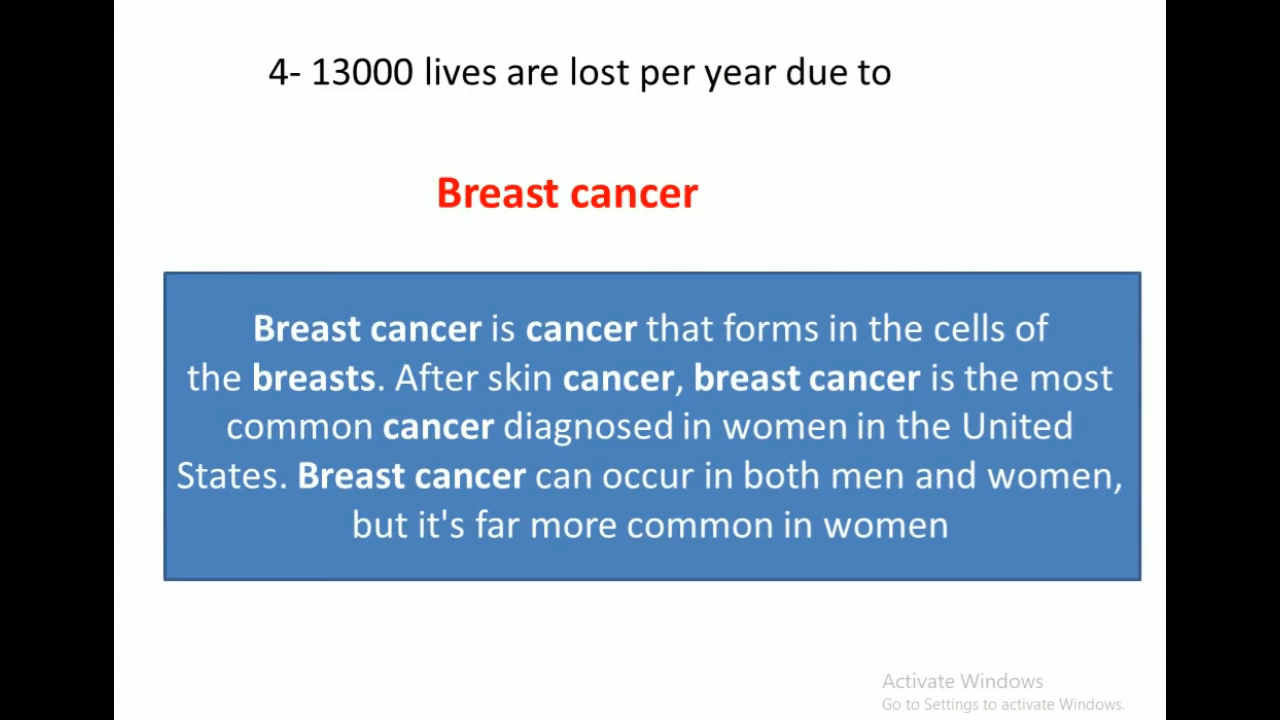 4- 13000 lives are lost per year due to
Breast cancer
Breast cancer is cancer that forms in the cells of
the breasts. After skin cancer, breast cancer is the most
common cancer diagnosed in women in the United
States. Breast cancer can occur in both men and women,
but it's far more common in women
Activate Windows
Go to Settings to activate Windows.